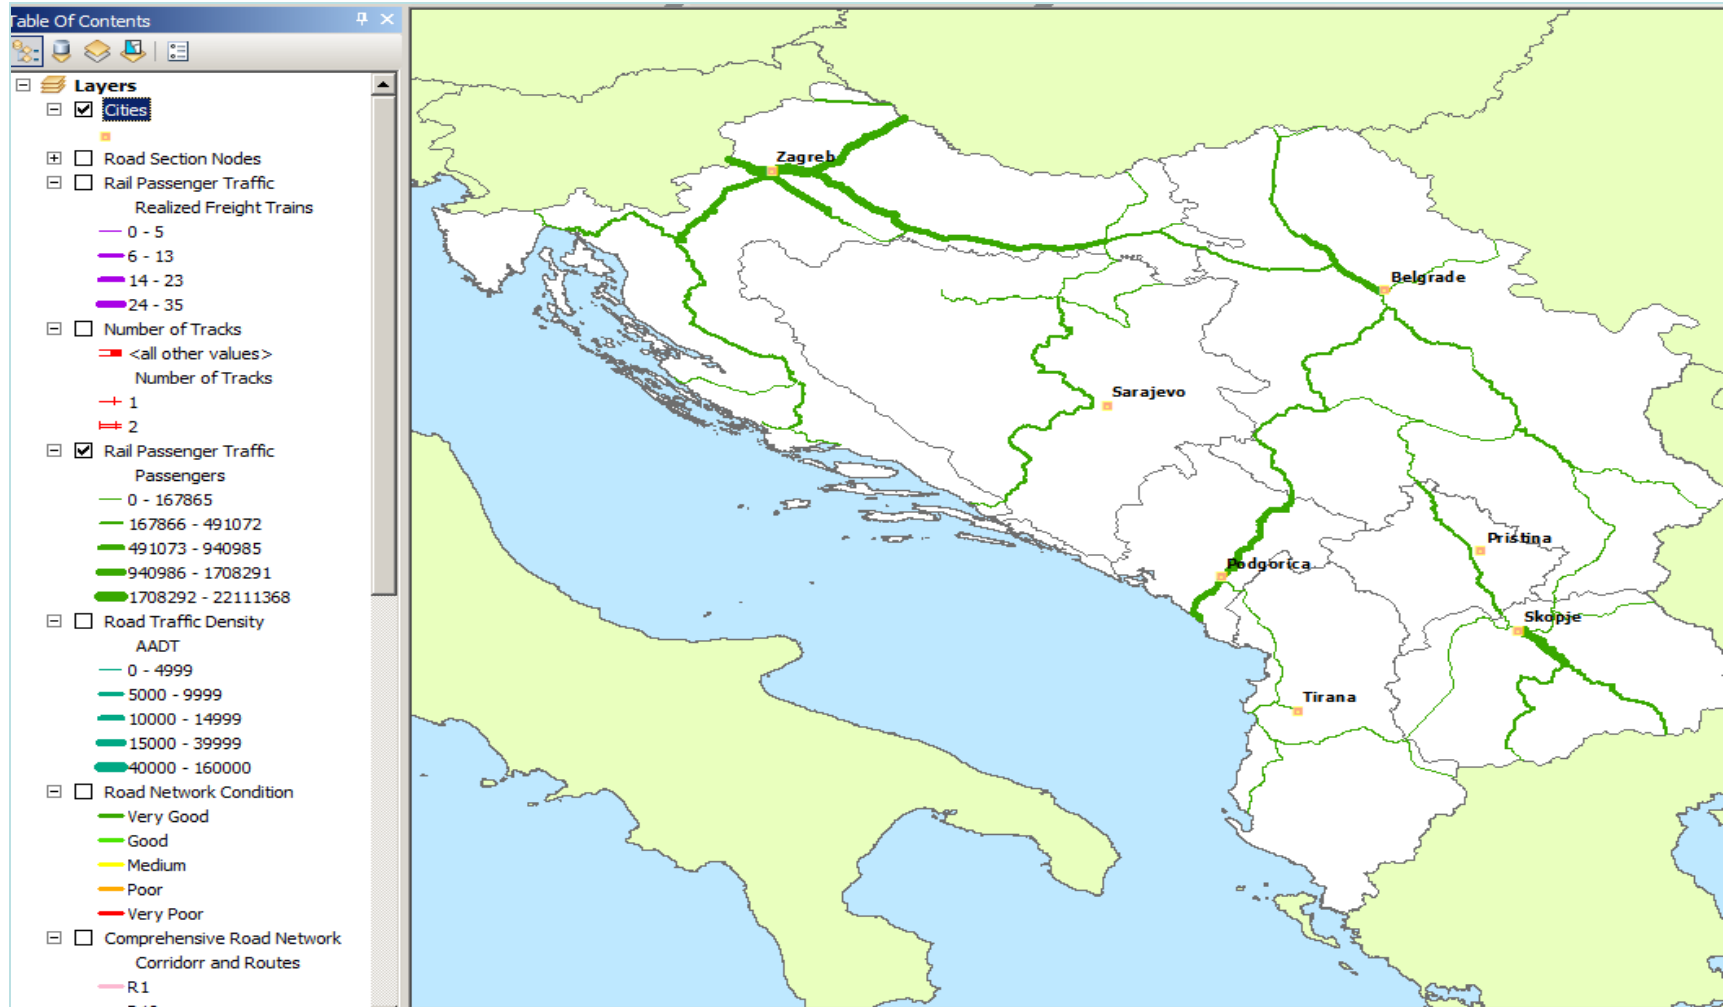 Table Of Contents
Layers
Cities
Road Section Nodes
Rail Passenger Traffic
Realized Freight Trains
0 - 5
6 - 13
14 - 23
24 - 35
Number of Tracks
<all other values>
Number of Tracks
1
2
Rail Passenger Traffic
Passengers
0 - 167865
167866 - 491072
491073 - 940985
940986 - 1708291
1708292 - 22111368
Road Traffic Density
AADT
0 - 4999
5000 - 9999
10000 - 14999
15000 - 39999
40000 - 160000
Road Network Condition
Very Good
Good
Medium
Poor
Very Poor
Comprehensive Road Network
Corridorr and Routes
R1
Zagreb
Belgrade
Sarajevo
Pristina
Podgorica
Skopje
Tirana